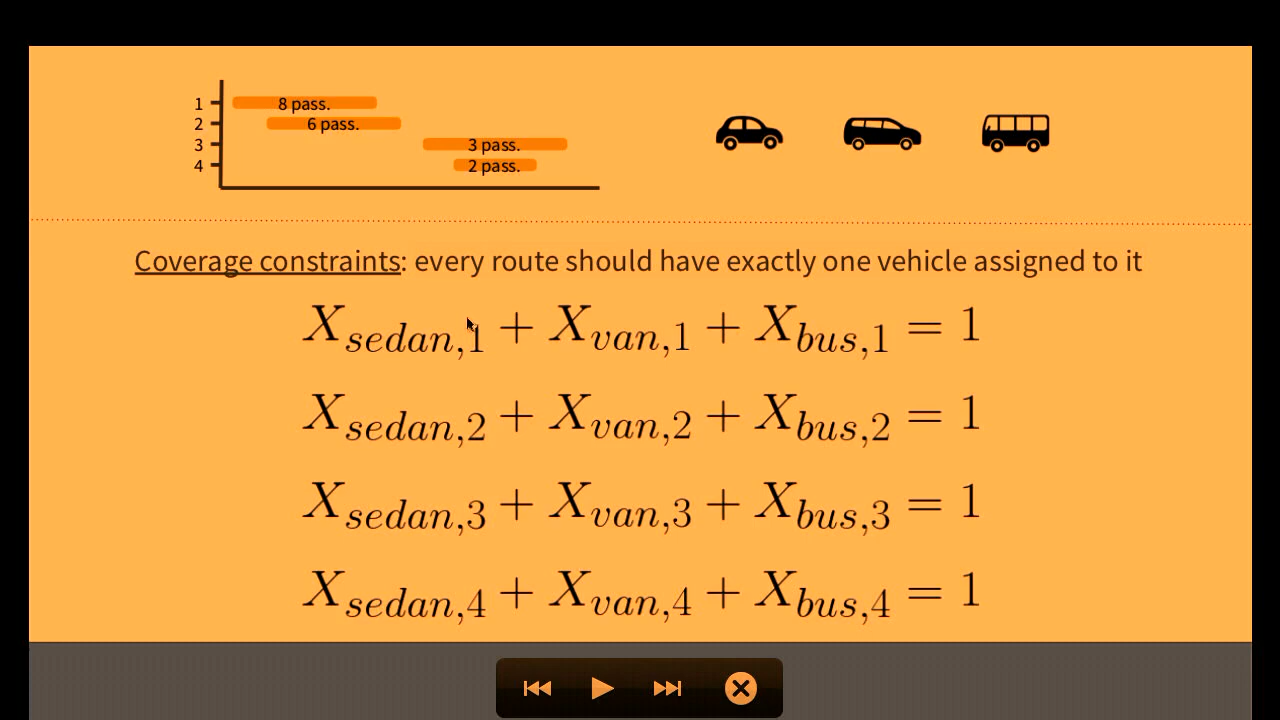 1 8 pass.
2 6 pass.
3 3 pass.
4 2 pass.
Coverage constraints: every route should have exactly one vehicle assigned to it
X_{sedan,1} + X_{van,1} + X_{bus,1} = 1
X_{sedan,2} + X_{van,2} + X_{bus,2} = 1
X_{sedan,3} + X_{van,3} + X_{bus,3} = 1
X_{sedan,4} + X_{van,4} + X_{bus,4} = 1